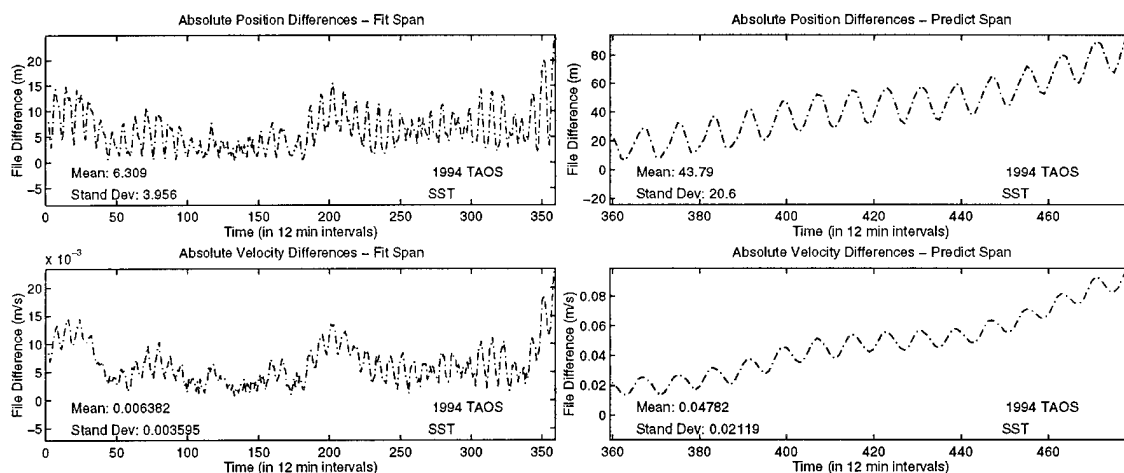 Absolute Position Differences – Fit Span
File Difference (m)
20
15
10
5
0
−5
Mean: 6.309
Stand Dev: 3.956
1994 TAOS
SST
0 50 100 150 200 250 300 350
Time (in 12 min intervals)
Absolute Position Differences – Predict Span
File Difference (m)
80
60
40
20
0
−20
Mean: 43.79
Stand Dev: 20.6
1994 TAOS
SST
360 380 400 420 440 460
Time (in 12 min intervals)
Absolute Velocity Differences – Fit Span
x 10⁻³
File Difference (m/s)
20
15
10
5
0
−5
Mean: 0.006382
Stand Dev: 0.003595
1994 TAOS
SST
0 50 100 150 200 250 300 350
Time (in 12 min intervals)
Absolute Velocity Differences – Predict Span
File Difference (m/s)
0.08
0.06
0.04
0.02
0
Mean: 0.04782
Stand Dev: 0.02119
1994 TAOS
SST
360 380 400 420 440 460
Time (in 12 min intervals)